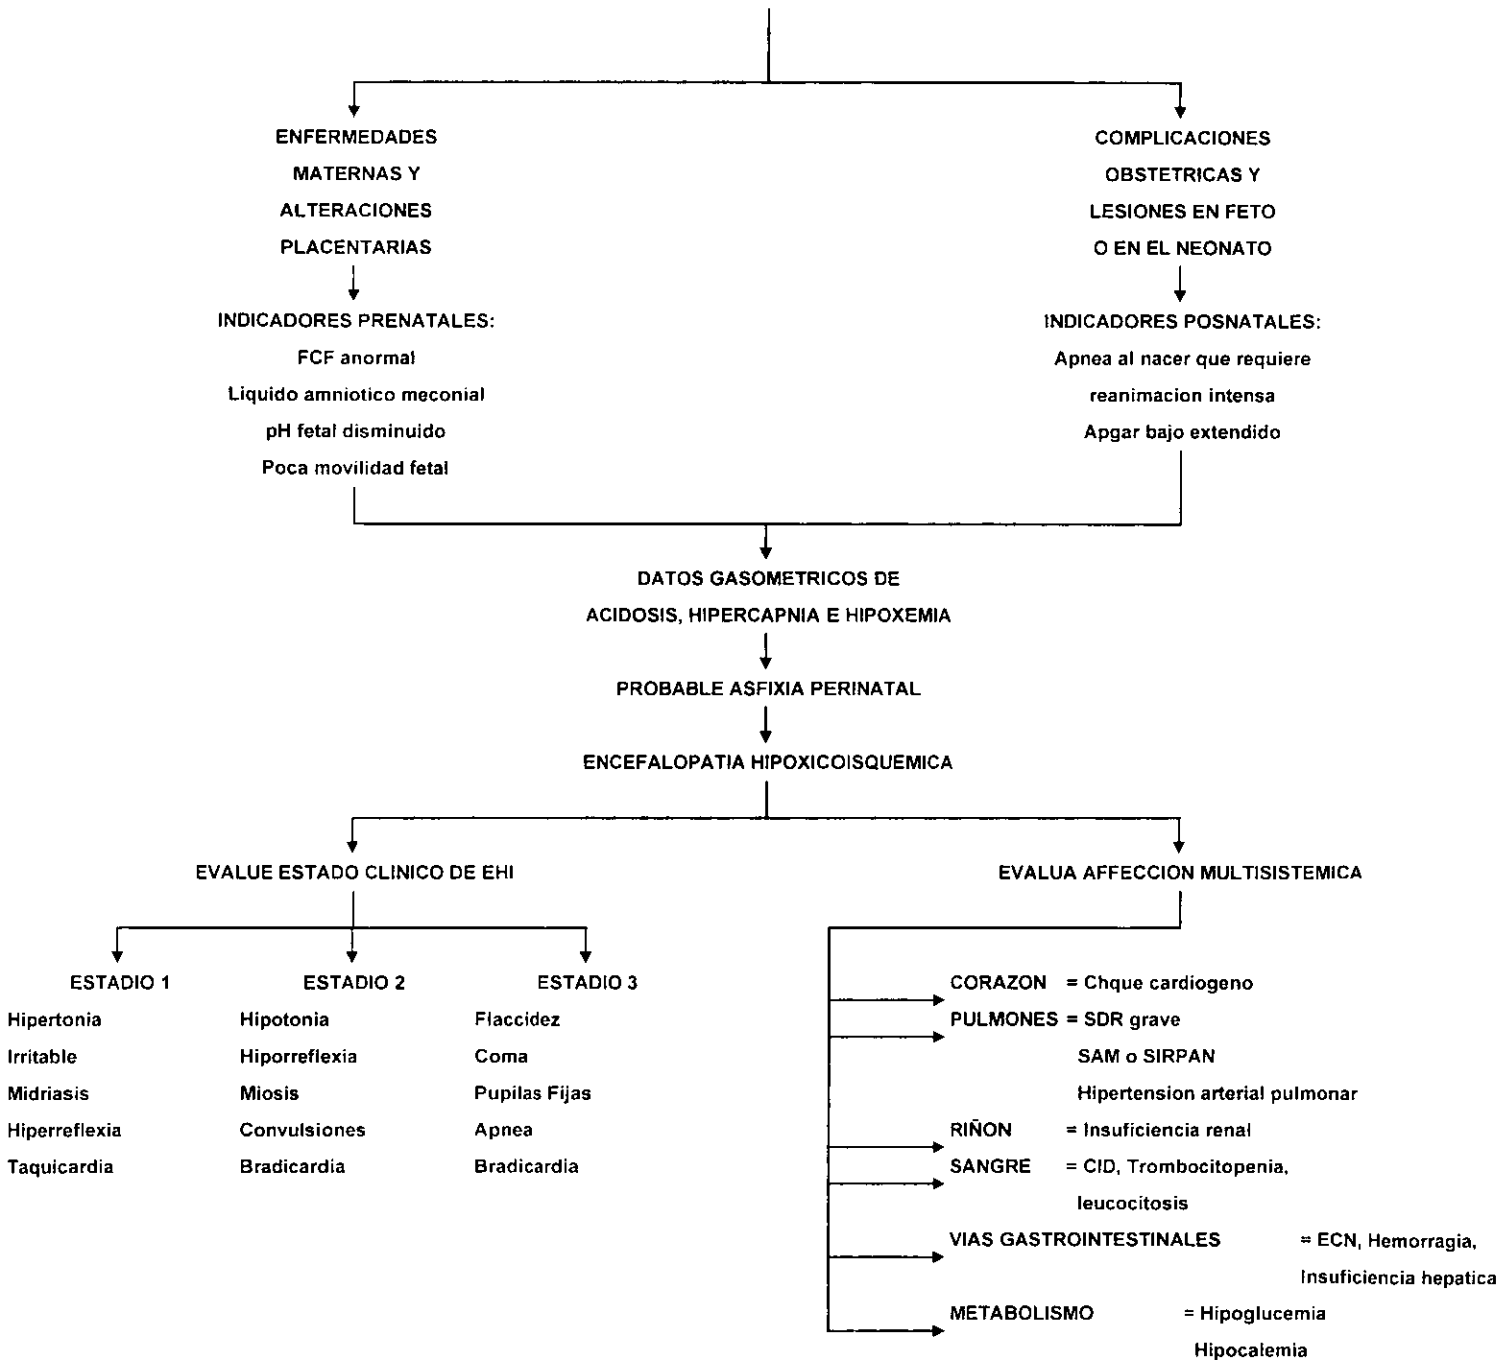 ENFERMEDADES
MATERNAS Y
ALTERACIONES
PLACENTARIAS
COMPLICACIONES
OBSTETRICAS Y
LESIONES EN FETO
O EN EL NEONATO
INDICADORES PRENATALES:
FCF anormal
Liquido amniotico meconial
pH fetal disminuido
Poca movilidad fetal
INDICADORES POSNATALES:
Apnea al nacer que requiere
reanimacion intensa
Apgar bajo extendido
DATOS GASOMETRICOS DE
ACIDOSIS, HIPERCAPNIA E HIPOXEMIA
PROBABLE ASFIXIA PERINATAL
ENCEFALOPATIA HIPOXICOISQUEMICA
EVALUE ESTADO CLINICO DE EHI
ESTADIO 1
Hipertonia
Irritable
Midriasis
Hiperreflexia
Taquicardia
ESTADIO 2
Hipotonia
Hiporreflexia
Miosis
Convulsiones
Bradicardia
ESTADIO 3
Flaccidez
Coma
Pupilas Fijas
Apnea
Bradicardia
EVALUA AFFECCION MULTISISTEMICA
CORAZON = Chque cardiogeno
PULMONES = SDR grave
SAM o SIRPAN
Hipertension arterial pulmonar
RIÑON = Insuficiencia renal
SANGRE = CID, Trombocitopenia,
leucocitosis
VIAS GASTROINTESTINALES = ECN, Hemorragia,
Insuficiencia hepatica
METABOLISMO = Hipoglucemia
Hipocalemia